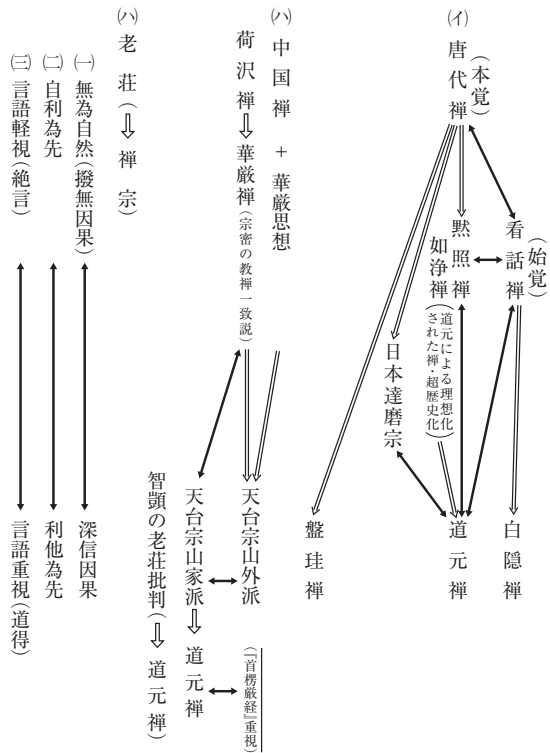 ㈑
（本覚）
唐代禅
（始覚）
看話禅
黙照禅
如浄禅（道元による理想化された禅・超歴史化）
日本達磨宗
白隠禅
道元禅
盤珪禅
㈁
中国禅　＋　華厳思想
荷沢禅⇨華厳禅（宗密の教禅一致説）
天台宗山外派
（『首楞厳経』重視）
天台宗山家派⇨道元禅
㈁
老荘（⇨禅宗）
智顗の老荘批判（⇨道元禅）
㈠　無為自然（撥無因果）
深信因果
㈡　自利為先
利他為先
㈢　言語軽視（絶言）
言語重視（道得）